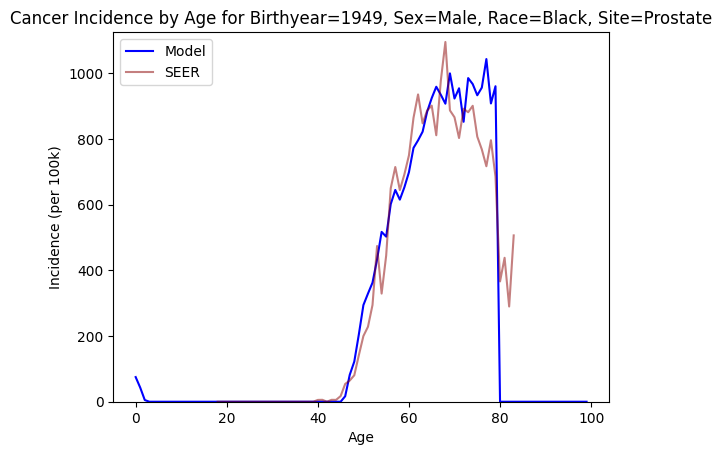 Cancer Incidence by Age for Birthyear=1949, Sex=Male, Race=Black, Site=Prostate
Model
SEER
1000
800
600
400
200
0
Incidence (per 100k)
0 20 40 60 80 100
Age